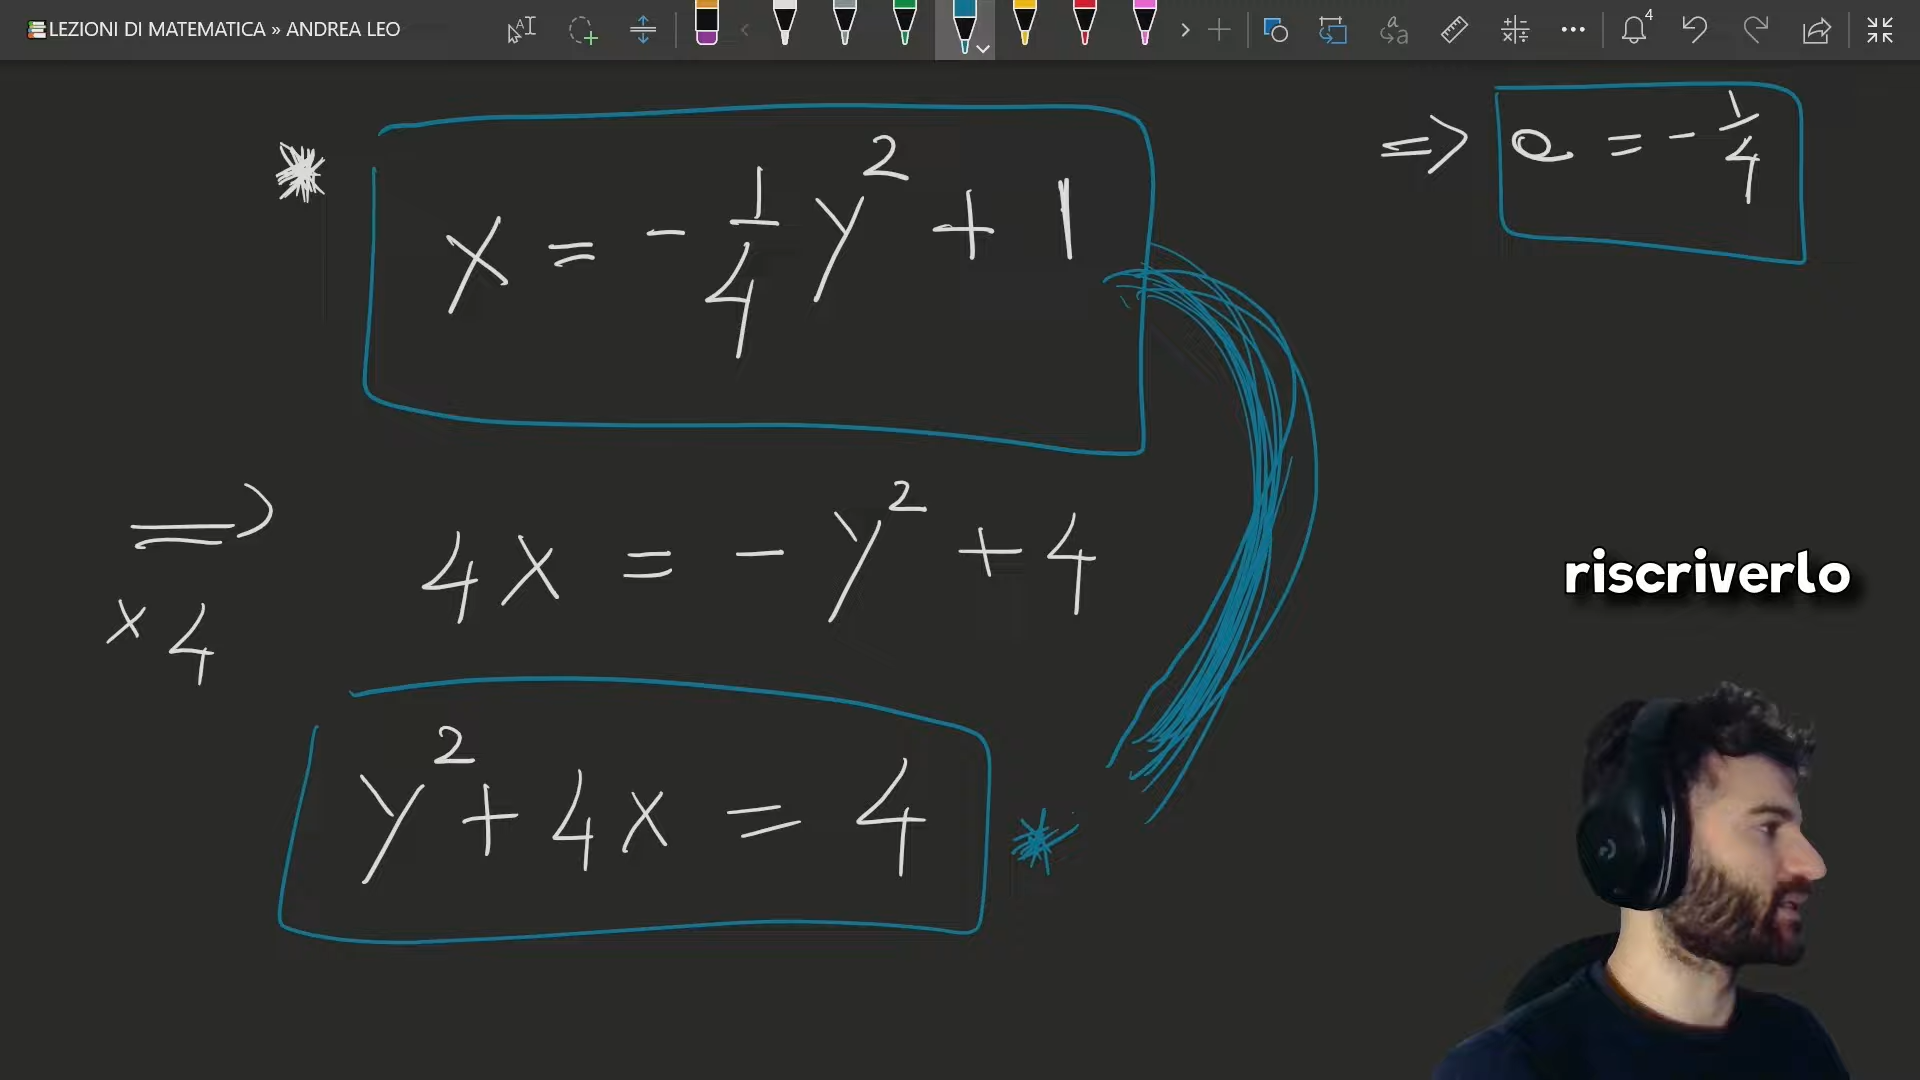 LEZIONI DI MATEMATICA » ANDREA LEO
4
* x = - 1/4 y² + 1
=> a = - 1/4
=> ×4
4x = - y² + 4
riscriverlo
y² + 4x = 4 *